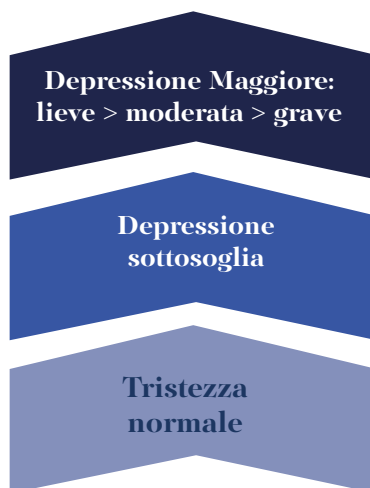 Depressione Maggiore:
lieve > moderata > grave
Depressione
sottosoglia
Tristezza
normale